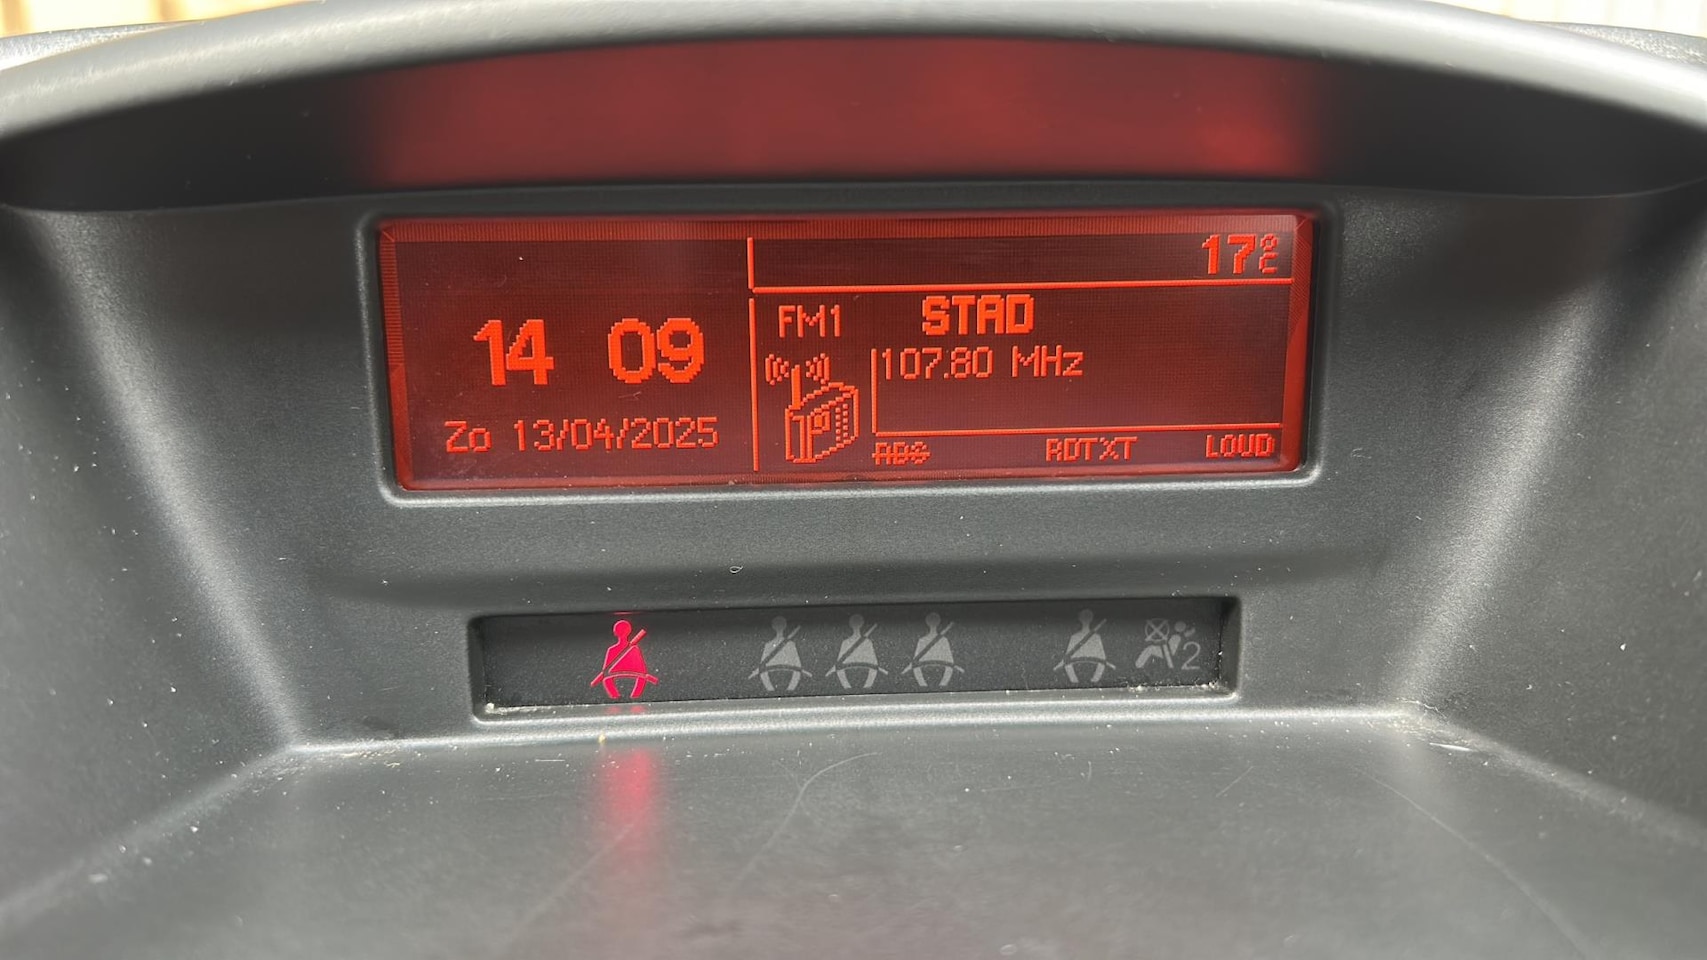 17°C
14 09
Zo 13/04/2025
FM1
STAD
107.80 MHz
RDS
RDTXT
LOUD
2